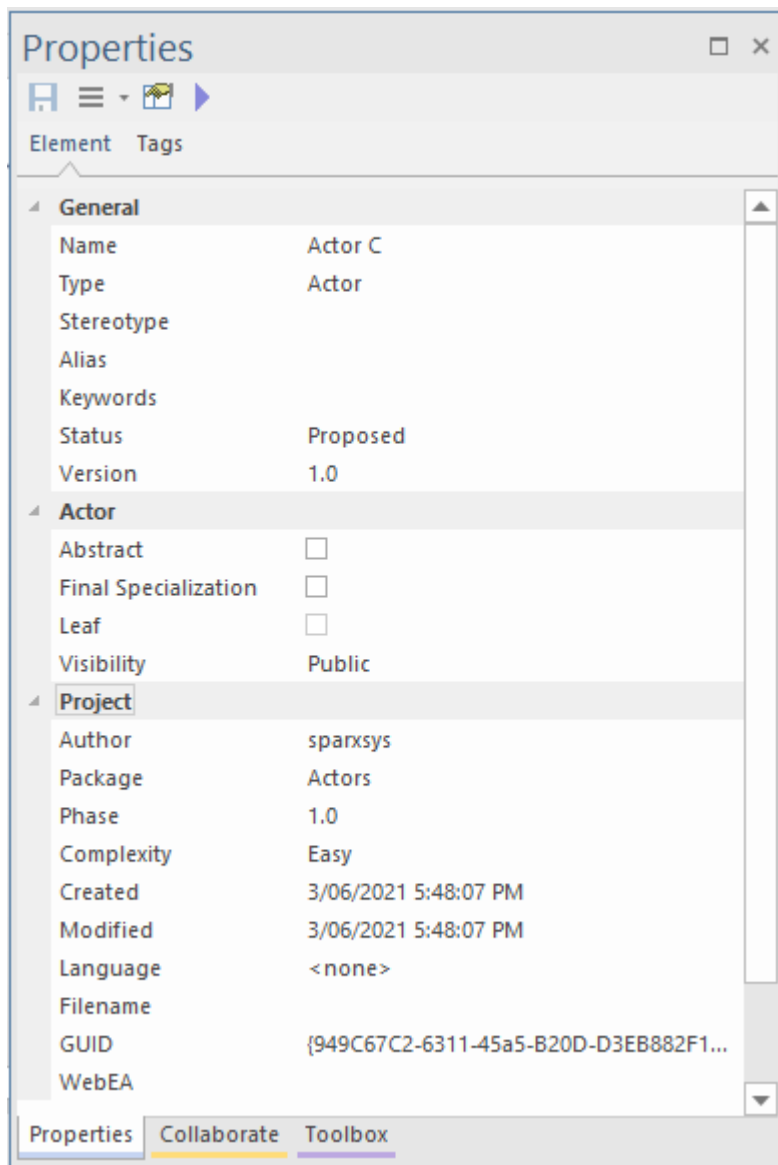 Properties
Element Tags
General
Name Actor C
Type Actor
Stereotype
Alias
Keywords
Status Proposed
Version 1.0
Actor
Abstract
Final Specialization
Leaf
Visibility Public
Project
Author sparxsys
Package Actors
Phase 1.0
Complexity Easy
Created 3/06/2021 5:48:07 PM
Modified 3/06/2021 5:48:07 PM
Language <none>
Filename
GUID {949C67C2-6311-45a5-B20D-D3EB882F1...
WebEA
Properties Collaborate Toolbox